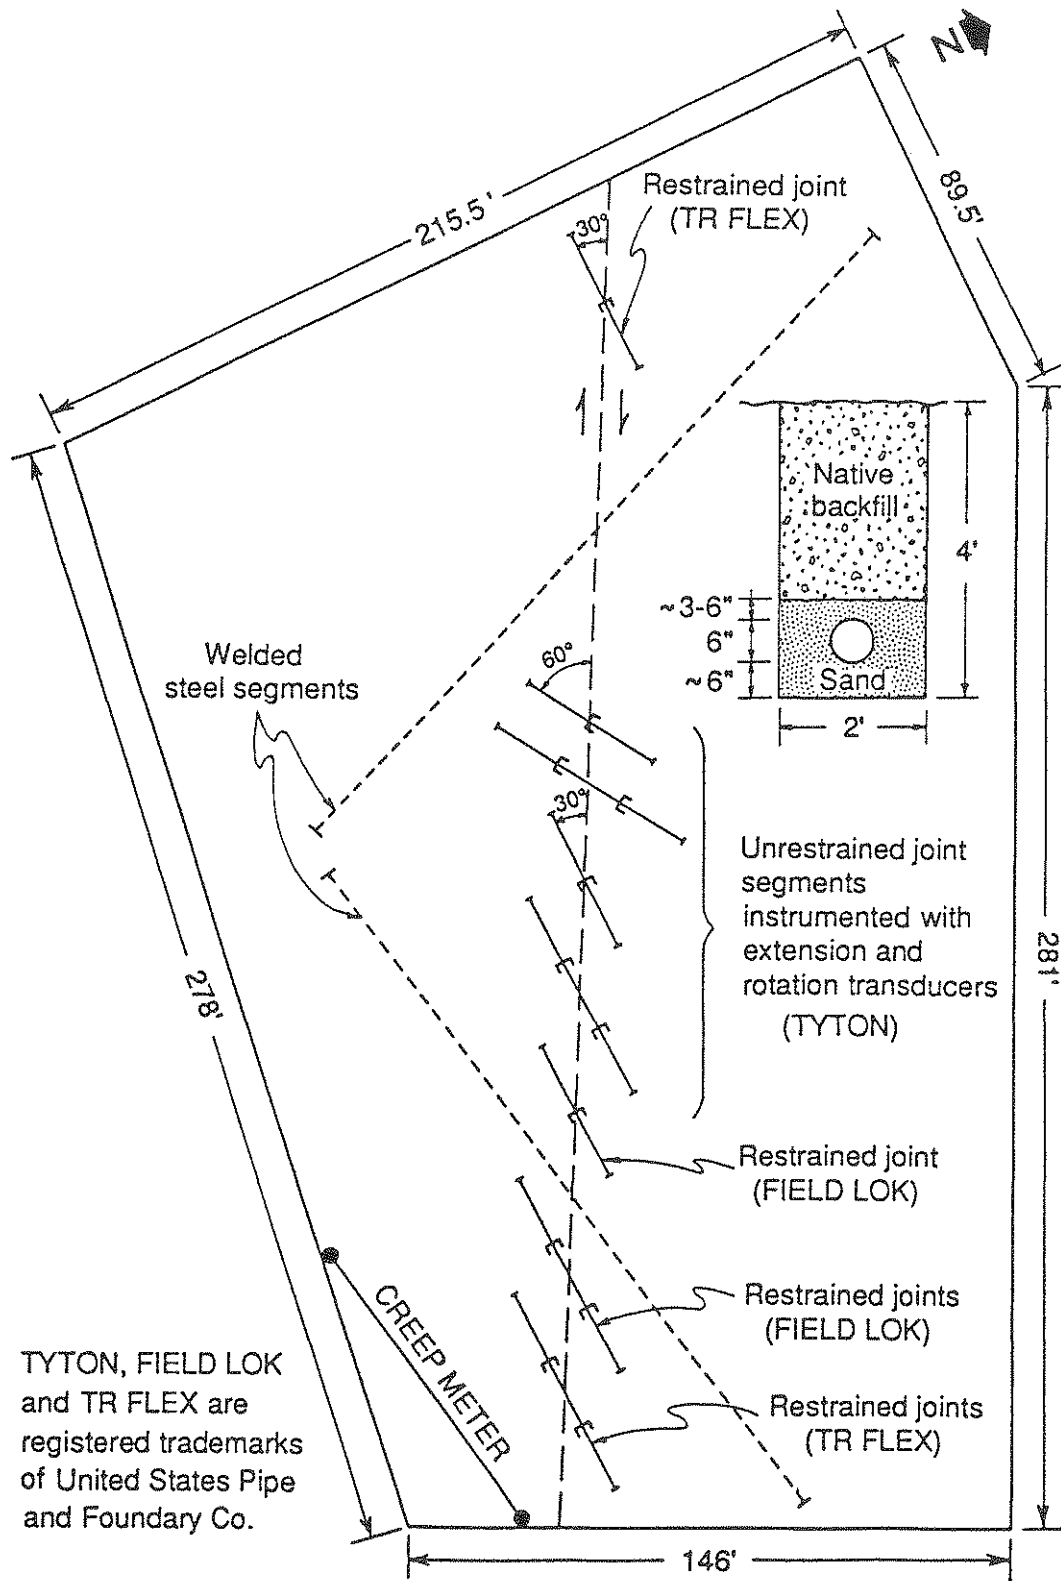 N
215.5'
89.5'
Restrained joint
(TR FLEX)
30°
Native
backfill
4'
~3-6"
6"
~6"
Sand
2'
Welded
steel segments
60°
30°
Unrestrained joint
segments
instrumented with
extension and
rotation transducers
(TYTON)
278'
281'
Restrained joint
(FIELD LOK)
Restrained joints
(FIELD LOK)
CREEP METER
Restrained joints
(TR FLEX)
TYTON, FIELD LOK
and TR FLEX are
registered trademarks
of United States Pipe
and Foundary Co.
146'